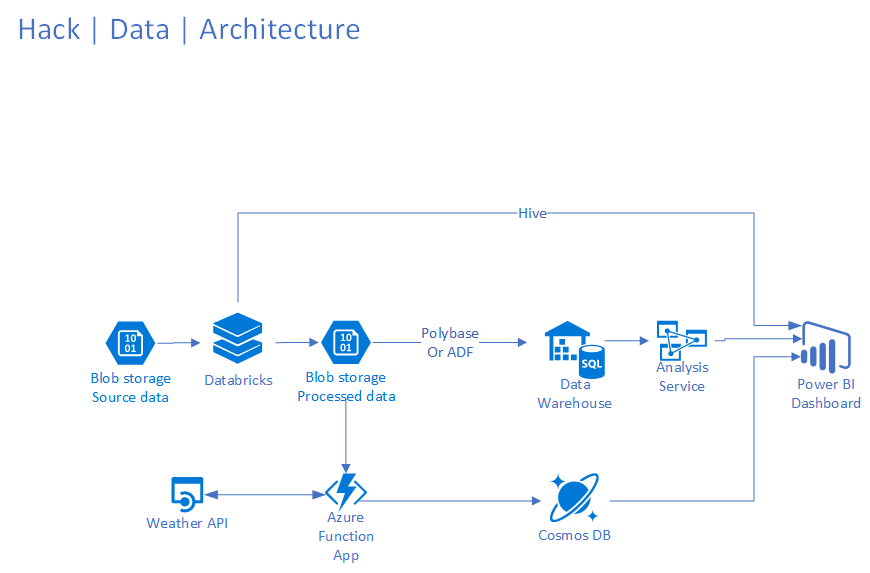 Hack | Data | Architecture
Hive
10
01
Blob storage
Source data
Databricks
10
01
Blob storage
Processed data
Polybase
Or ADF
SQL
Data
Warehouse
Analysis
Service
Power BI
Dashboard
Weather API
Azure
Function
App
Cosmos DB